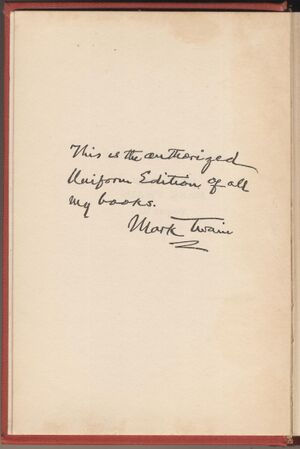 This is the authorized
Uniform Edition of all
my books.
Mark Twain